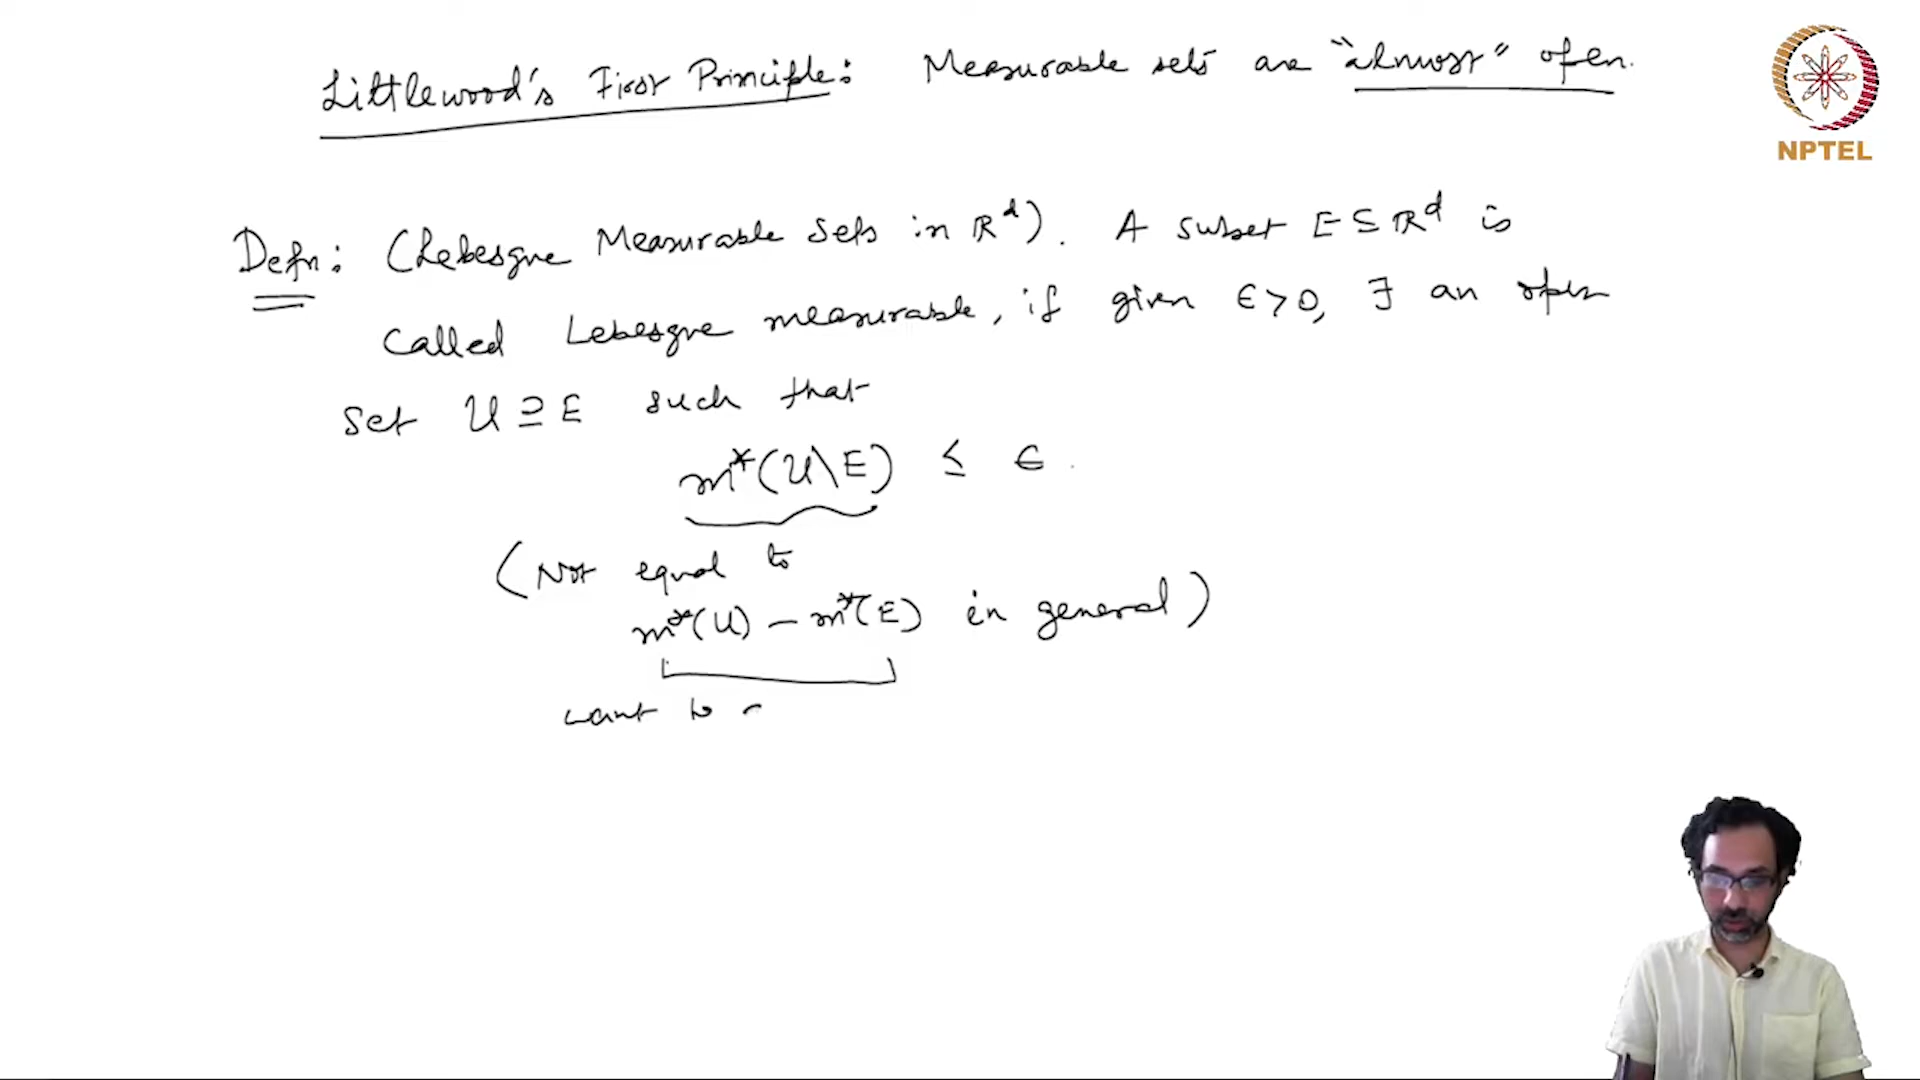 Littlewood's First Principle: Measurable sets are "almost" open.
NPTEL
Defn: (Lebesgue Measurable sets in ℝᵈ). A subset E ⊆ ℝᵈ is
called Lebesgue measurable, if given ε>0, ∃ an open
set U ⊇ E such that
m*(U\E) ≤ ε.
(Not equal to
m*(U) − m*(E) in general)
want to